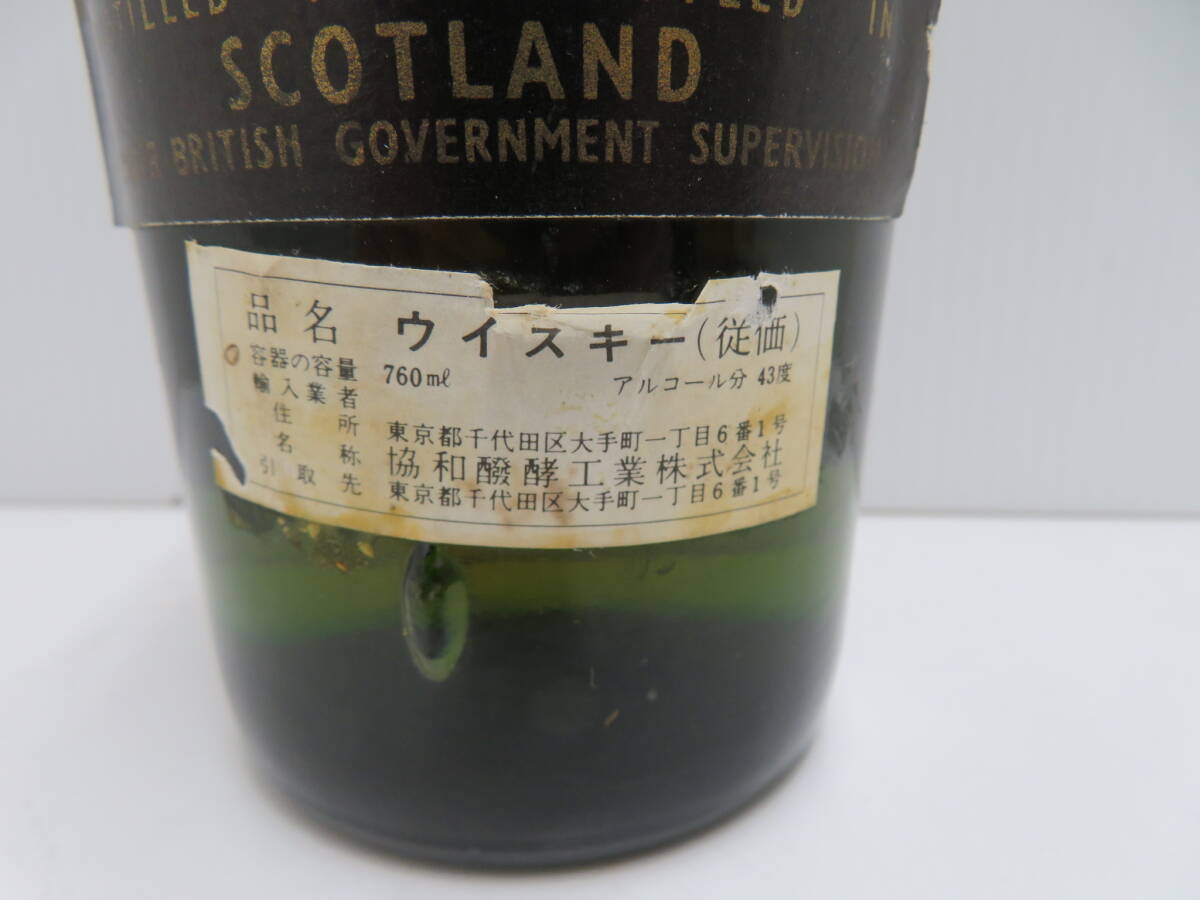 IN
SCOTLAND
BRITISH GOVERNMENT SUPERVISION
品名 ウイスキー(従価)
容器の容量 760ml アルコール分 43度
輸入業者
住所 東京都千代田区大手町一丁目6番1号
名称 協和醱酵工業株式会社
引取先 東京都千代田区大手町一丁目6番1号